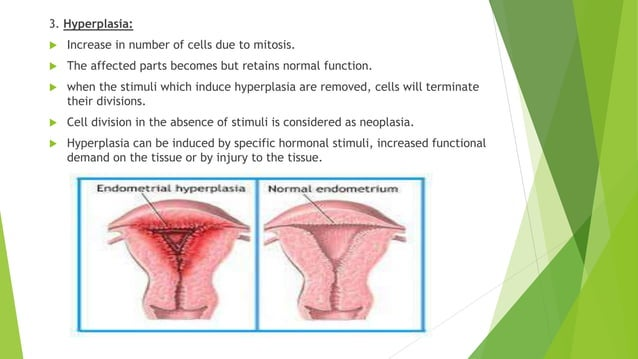 3. Hyperplasia:
Increase in number of cells due to mitosis.
The affected parts becomes but retains normal function.
when the stimuli which induce hyperplasia are removed, cells will terminate
their divisions.
Cell division in the absence of stimuli is considered as neoplasia.
Hyperplasia can be induced by specific hormonal stimuli, increased functional
demand on the tissue or by injury to the tissue.
Endometrial hyperplasia
Normal endometrium